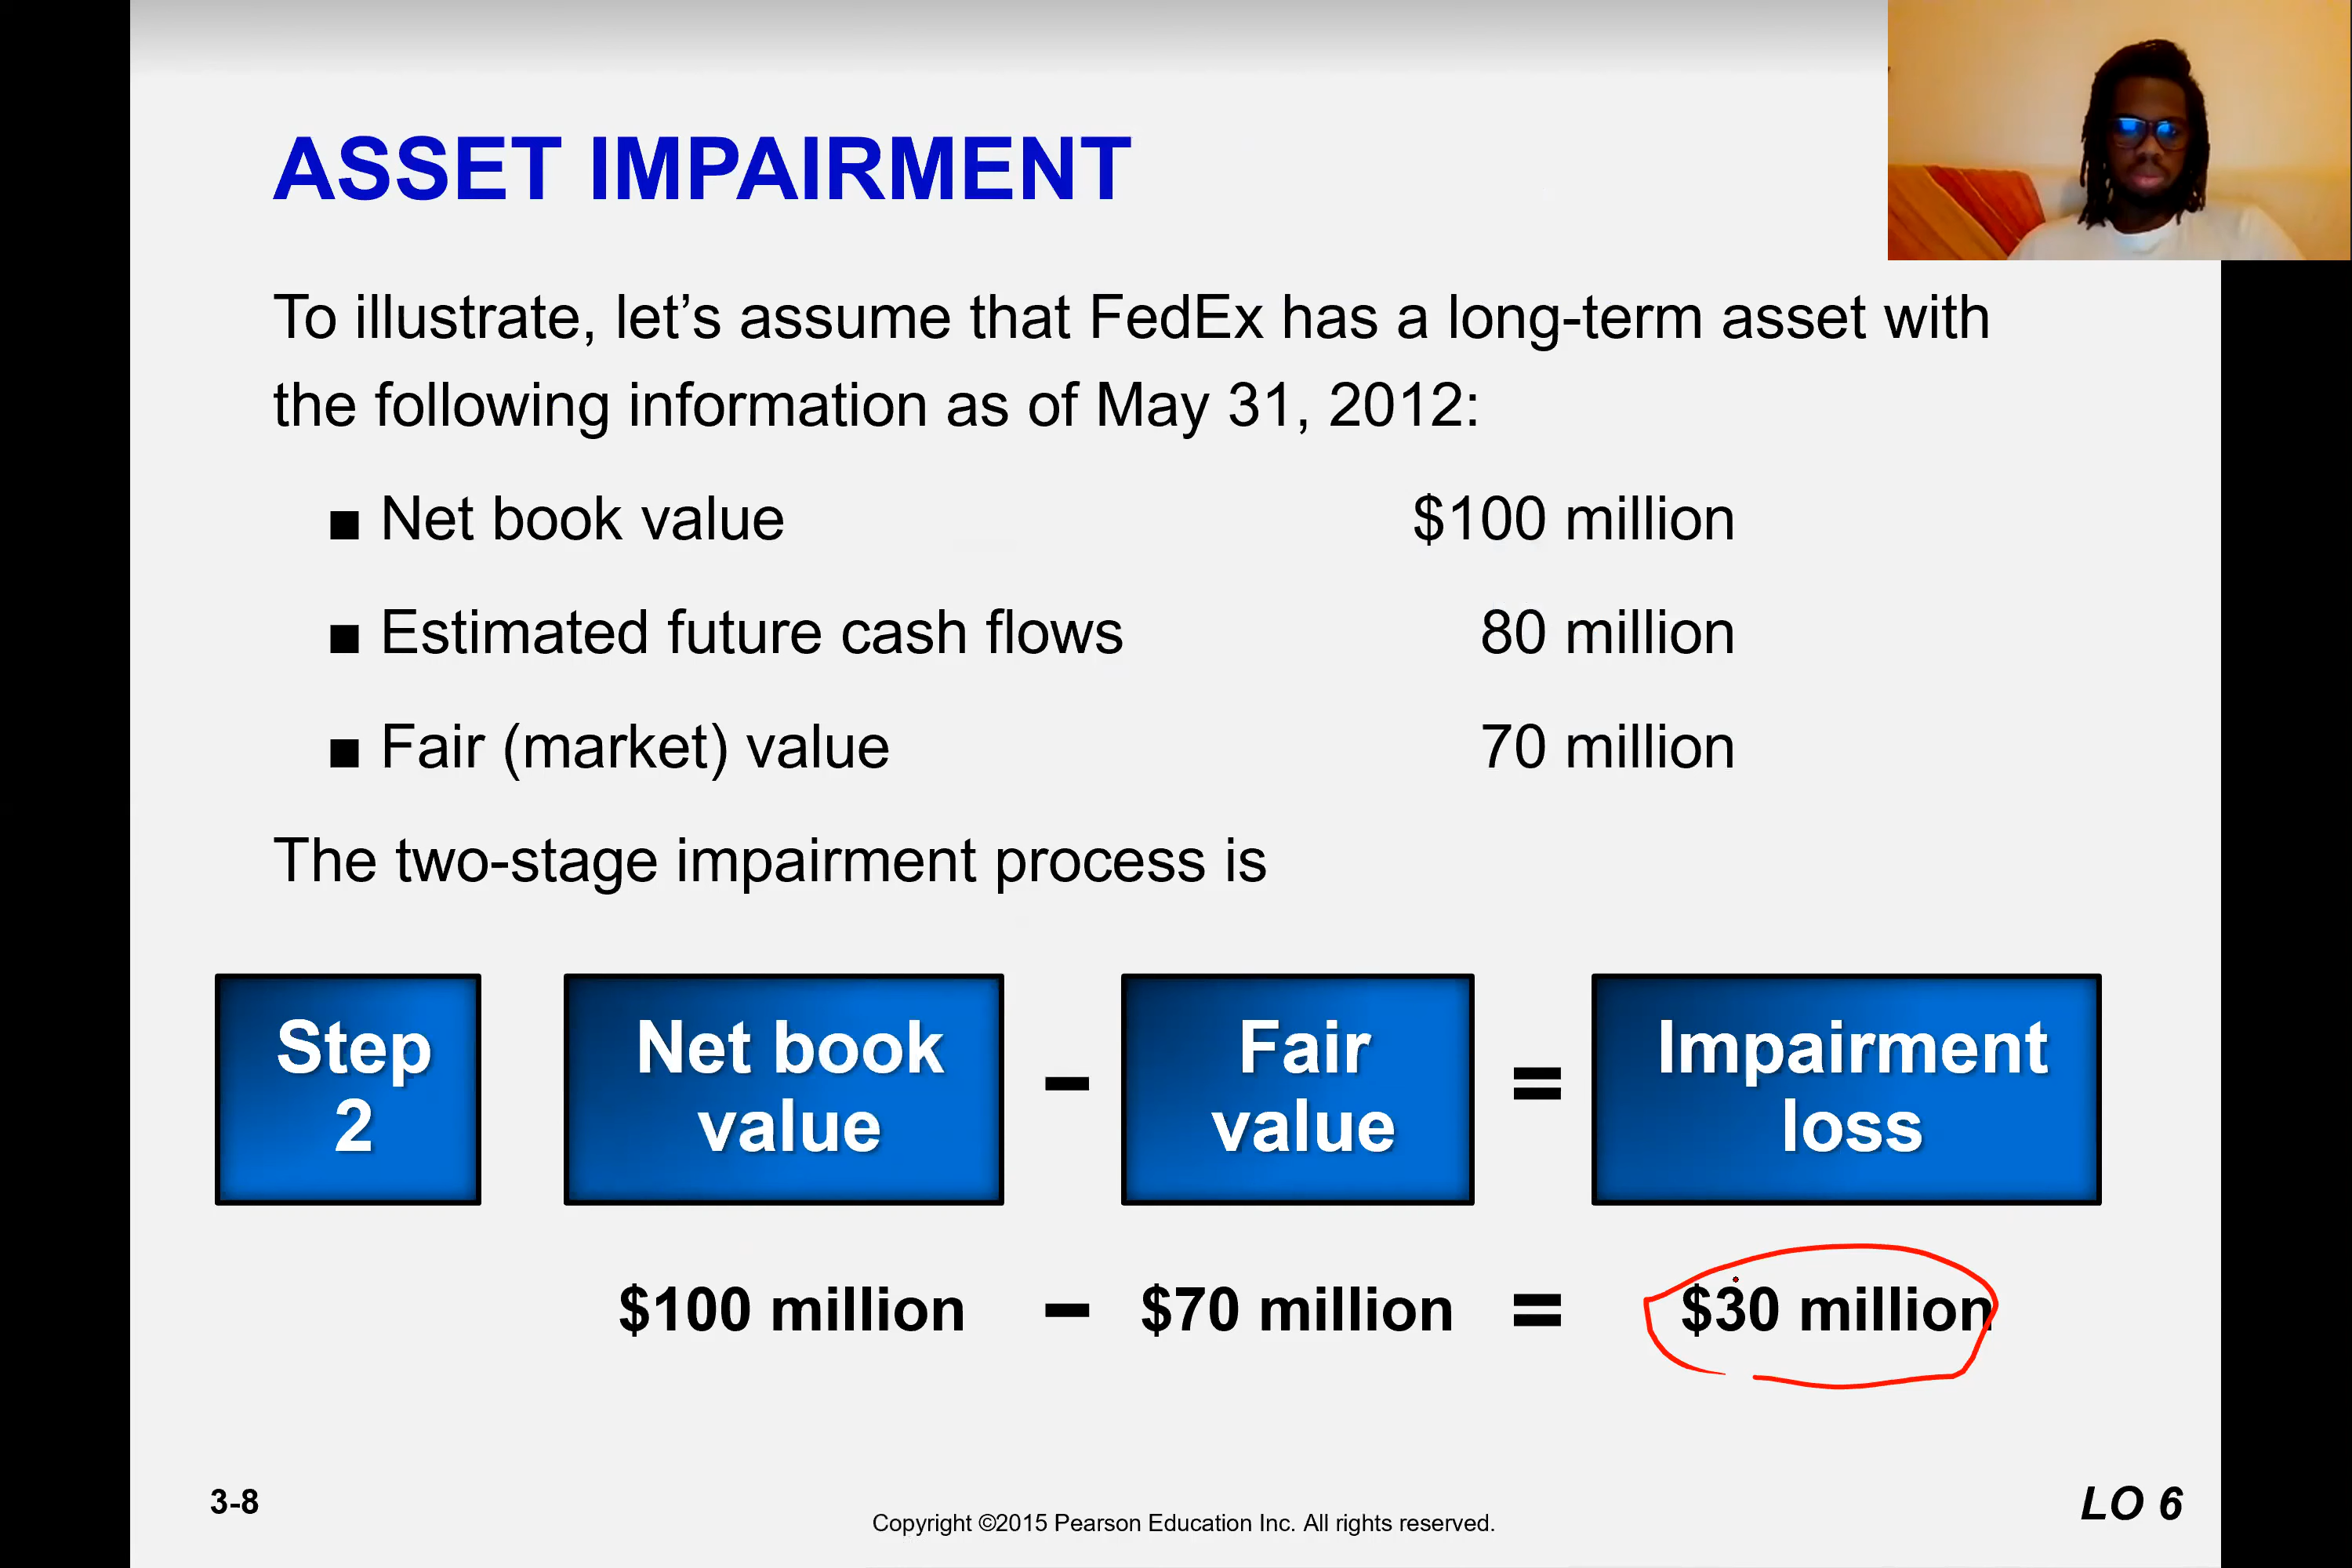 ASSET IMPAIRMENT
To illustrate, let’s assume that FedEx has a long-term asset with
the following information as of May 31, 2012:
■ Net book value $100 million
■ Estimated future cash flows 80 million
■ Fair (market) value 70 million
The two-stage impairment process is
Step 2 Net book value – Fair value = Impairment loss
$100 million – $70 million = $30 million
3-8
Copyright ©2015 Pearson Education Inc. All rights reserved.
LO 6